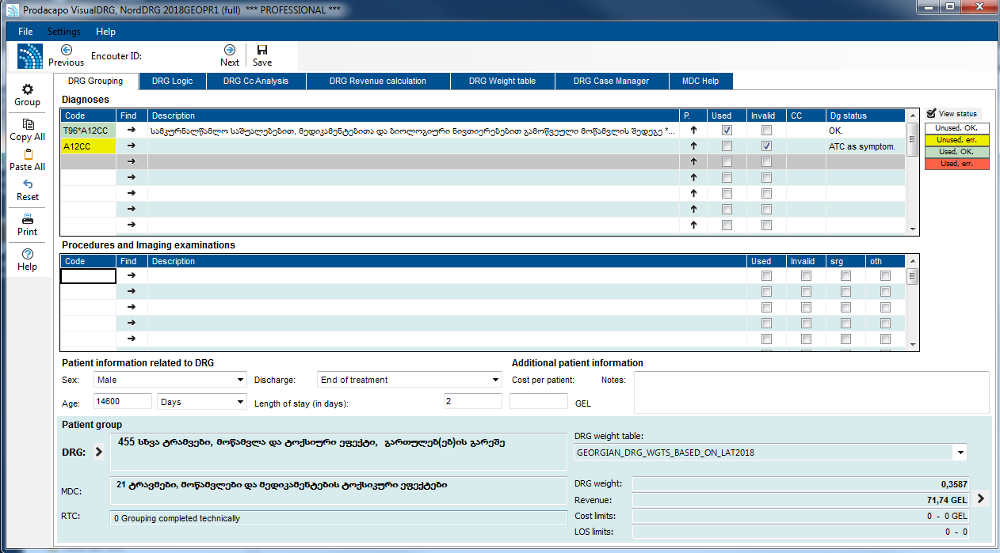 Prodacapo VisualDRG, NordDRG 2018GEOPR1 (full) *** PROFESSIONAL ***
File Settings Help
Previous Encouter ID: Next Save
Group
Copy All
Paste All
Reset
Print
Help
DRG Grouping DRG Logic DRG Cc Analysis DRG Revenue calculation DRG Weight table DRG Case Manager MDC Help
Diagnoses
Code Find Description P. Used Invalid CC Dg status
T96*A12CC სამკურნალწამლო საშუალებებით, მედიკამენტებითა და ბიოლოგიური ნივთიერებებით გამოწვეული მოწამვლის შედეგე *... OK.
A12CC ATC as symptom.
View status
Unused, OK.
Unused, err.
Used, OK.
Used, err.
Procedures and Imaging examinations
Code Find Description Used Invalid srg oth
Patient information related to DRG
Sex: Male Discharge: End of treatment
Age: 14600 Days Length of stay (in days): 2
Additional patient information
Cost per patient: Notes:
GEL
Patient group
DRG: 455 სხვა ტრამვები, მოწამვლა და ტოქსიური ეფექტი, გართულებ(ებ)ის გარეშე
MDC: 21 ტრავმები, მოწამვლები და მედიკამენტების ტოქსიკური ეფექტები
RTC: 0 Grouping completed technically
DRG weight table:
GEORGIAN_DRG_WGTS_BASED_ON_LAT2018
DRG weight: 0,3587
Revenue: 71,74 GEL
Cost limits: 0 - 0 GEL
LOS limits: 0 - 0